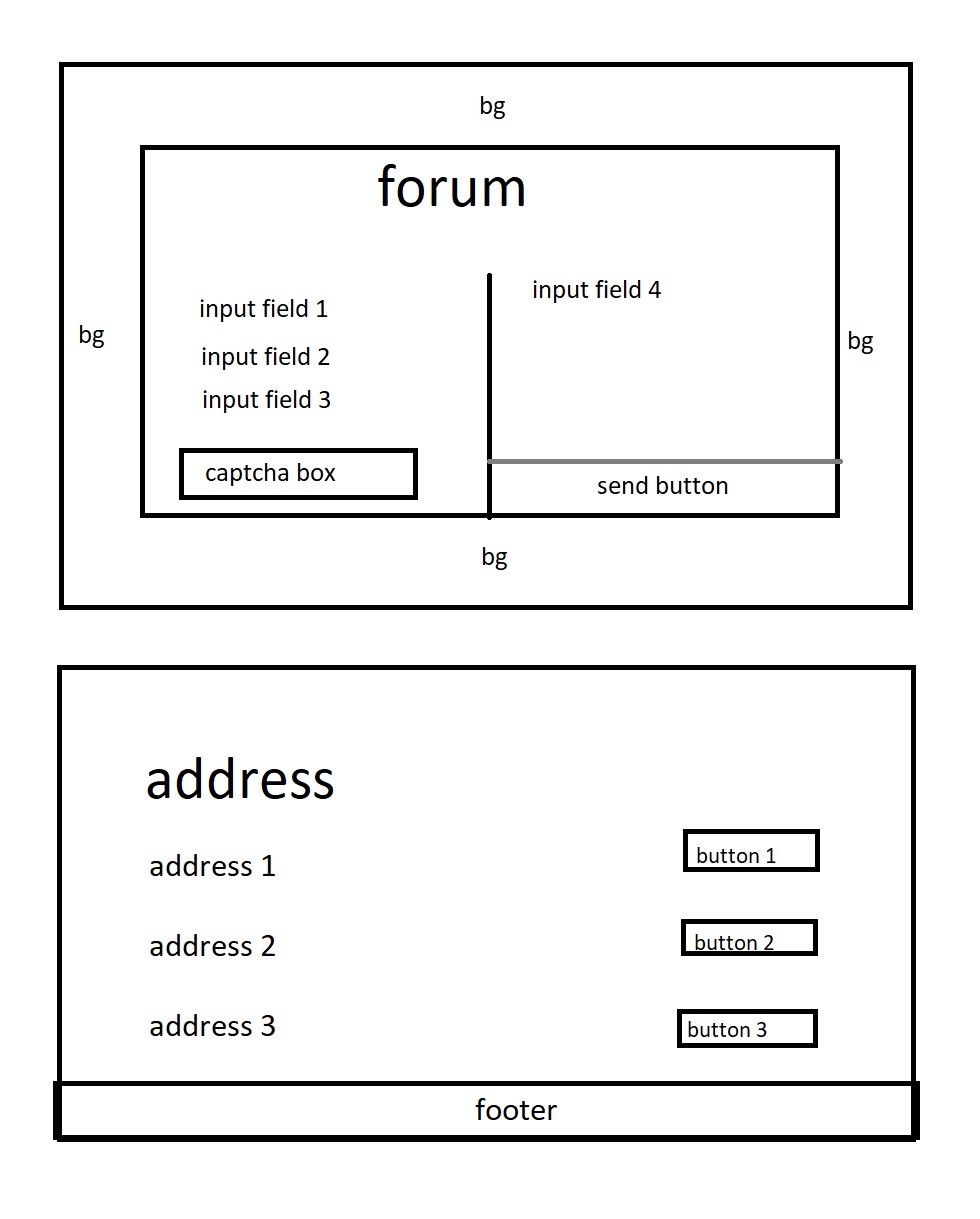 bg
forum
input field 1
input field 2
input field 3
captcha box
input field 4
send button
bg
bg
bg
address
address 1
button 1
address 2
button 2
address 3
button 3
footer